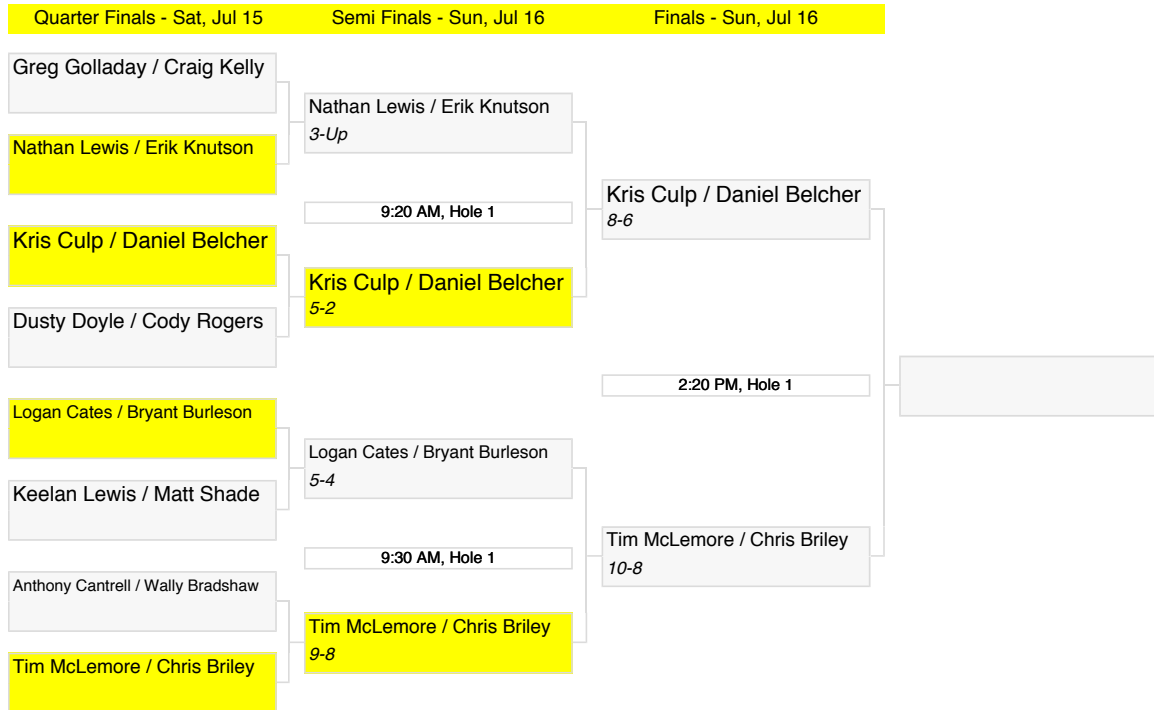 Quarter Finals - Sat, Jul 15
Semi Finals - Sun, Jul 16
Finals - Sun, Jul 16
Greg Golladay / Craig Kelly
Nathan Lewis / Erik Knutson
Kris Culp / Daniel Belcher
Dusty Doyle / Cody Rogers
Logan Cates / Bryant Burleson
Keelan Lewis / Matt Shade
Anthony Cantrell / Wally Bradshaw
Tim McLemore / Chris Briley
Nathan Lewis / Erik Knutson
3-Up
9:20 AM, Hole 1
Kris Culp / Daniel Belcher
5-2
Logan Cates / Bryant Burleson
5-4
9:30 AM, Hole 1
Tim McLemore / Chris Briley
9-8
Kris Culp / Daniel Belcher
8-6
2:20 PM, Hole 1
Tim McLemore / Chris Briley
10-8